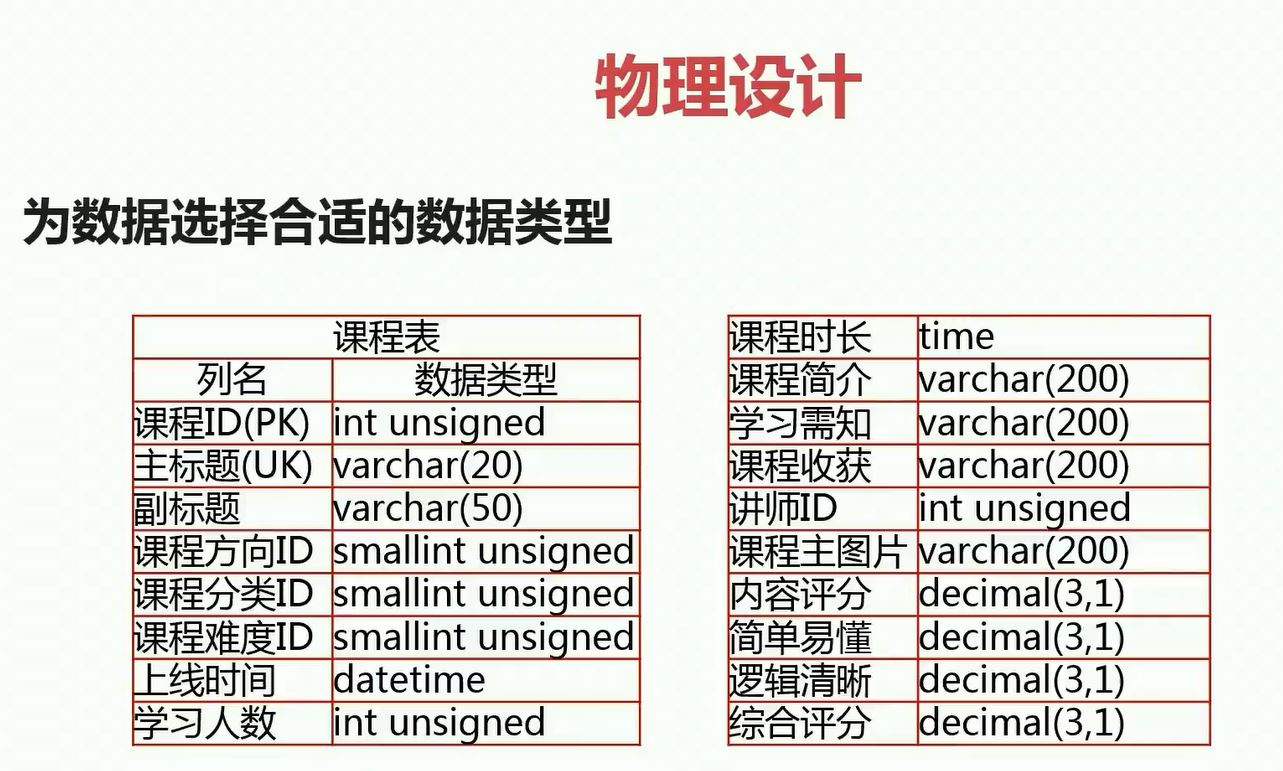 物理设计
为数据选择合适的数据类型
课程表
列名 数据类型
课程ID(PK) int unsigned
主标题(UK) varchar(20)
副标题 varchar(50)
课程方向ID smallint unsigned
课程分类ID smallint unsigned
课程难度ID smallint unsigned
上线时间 datetime
学习人数 int unsigned
课程时长 time
课程简介 varchar(200)
学习需知 varchar(200)
课程收获 varchar(200)
讲师ID int unsigned
课程主图片 varchar(200)
内容评分 decimal(3,1)
简单易懂 decimal(3,1)
逻辑清晰 decimal(3,1)
综合评分 decimal(3,1)